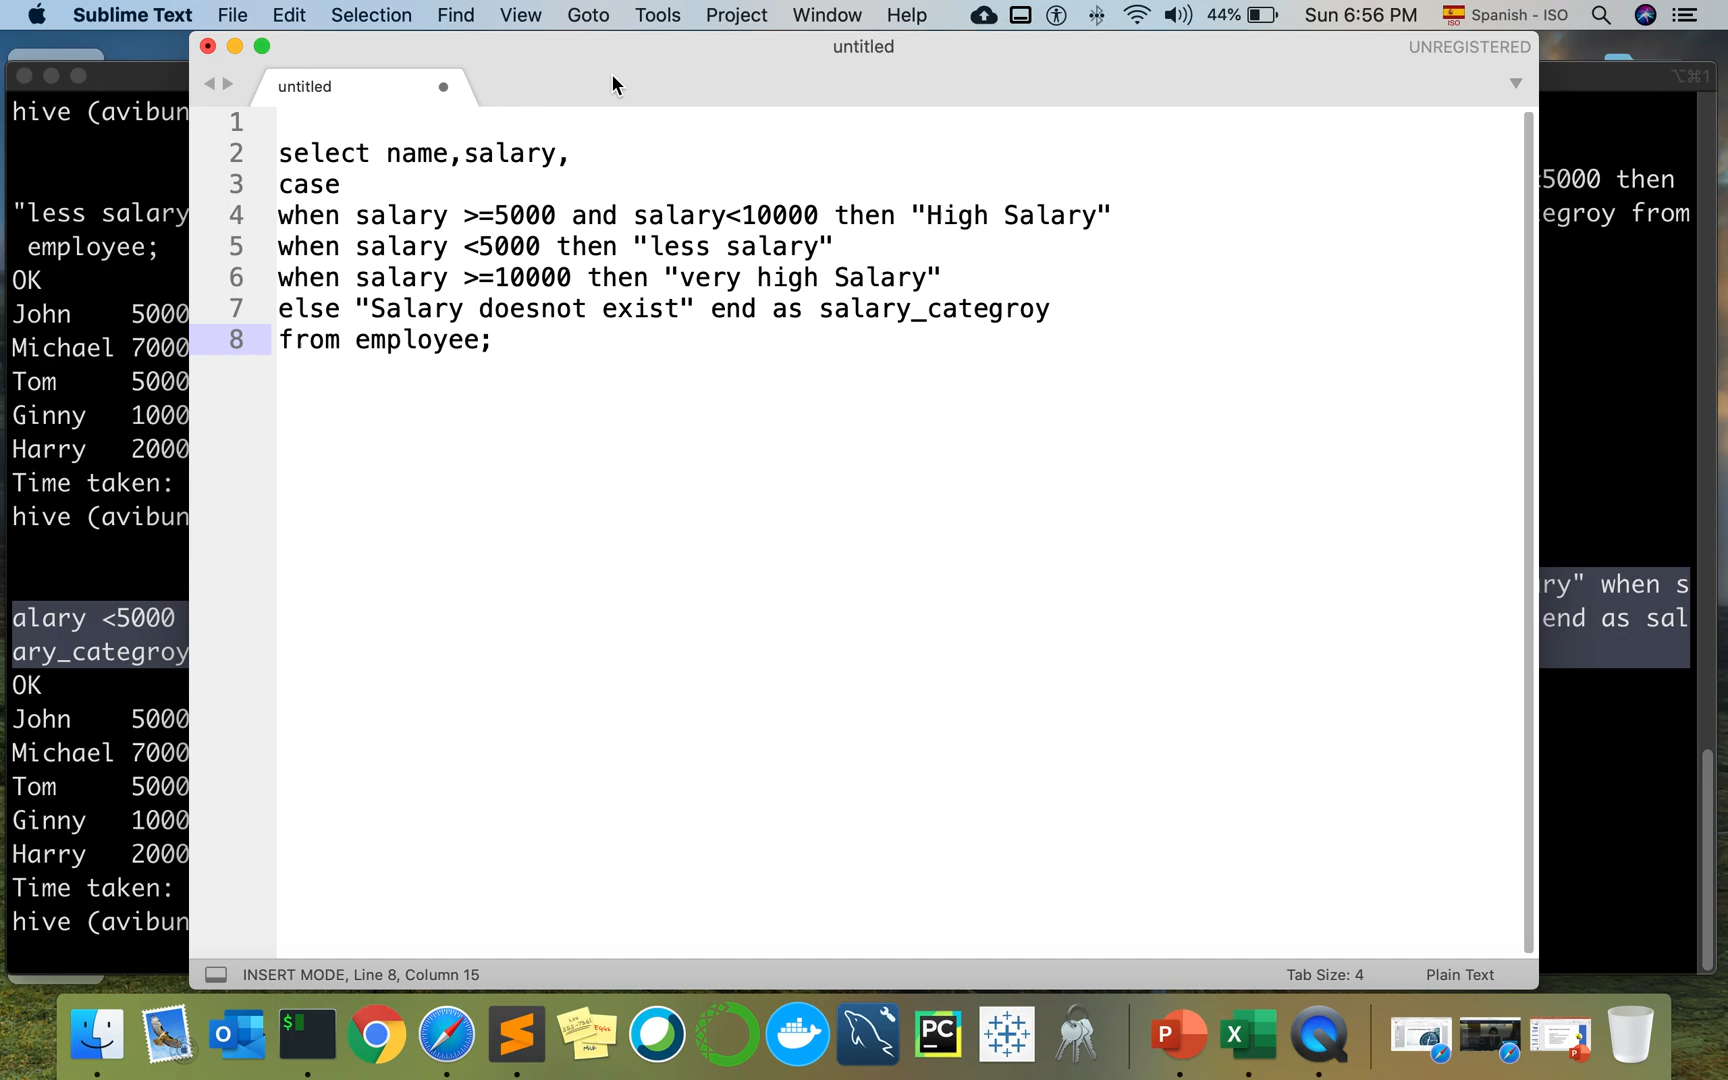 Sublime Text File Edit Selection Find View Goto Tools Project Window Help 44% Sun 6:56 PM ISO Spanish - ISO
untitled UNREGISTERED
untitled
1
2 select name,salary,
3 case
4 when salary >=5000 and salary<10000 then "High Salary"
5 when salary <5000 then "less salary"
6 when salary >=10000 then "very high Salary"
7 else "Salary doesnot exist" end as salary_categroy
8 from employee;
INSERT MODE, Line 8, Column 15 Tab Size: 4 Plain Text
⌥⌘1
hive (avibun
5000 then
"less salary egroy from
employee;
OK
John 5000
Michael 7000
Tom 5000
Ginny 1000
Harry 2000
Time taken:
hive (avibun
ry" when s
alary <5000 end as sal
ary_categroy
OK
John 5000
Michael 7000
Tom 5000
Ginny 1000
Harry 2000
Time taken:
hive (avibun